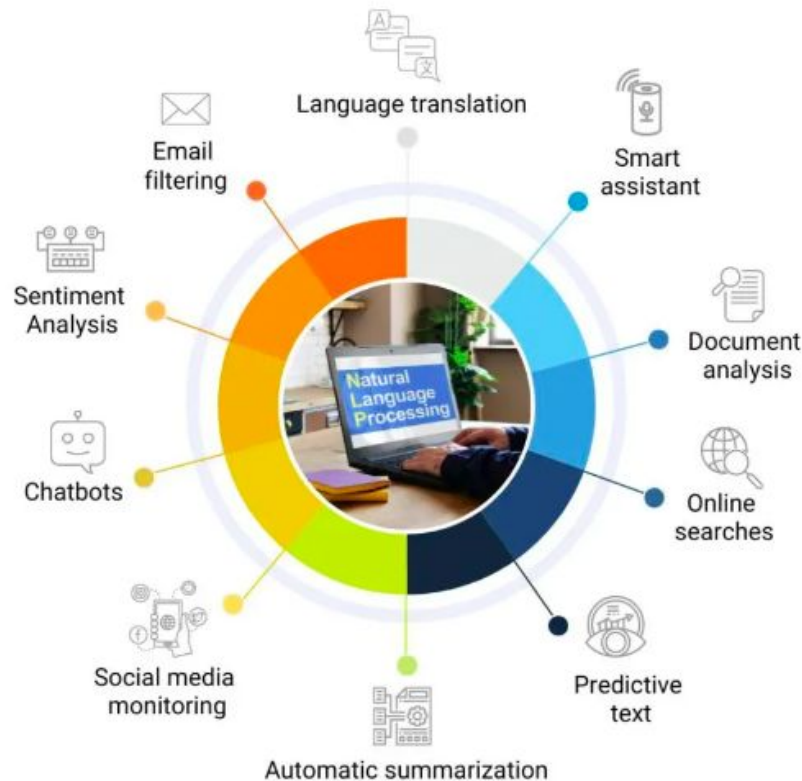 Language translation
Smart
assistant
Document
analysis
Online
searches
Predictive
text
Automatic summarization
Social media
monitoring
Chatbots
Sentiment
Analysis
Email
filtering
Natural
Language
Processing